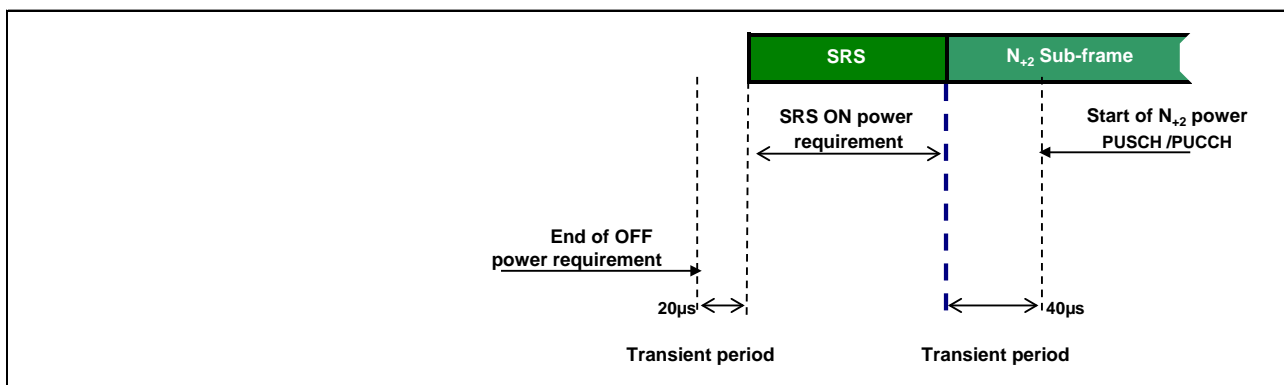 SRS
N+2 Sub-frame
SRS ON power
requirement
Start of N+2 power
PUSCH /PUCCH
End of OFF
power requirement
20µs
40µs
Transient period
Transient period